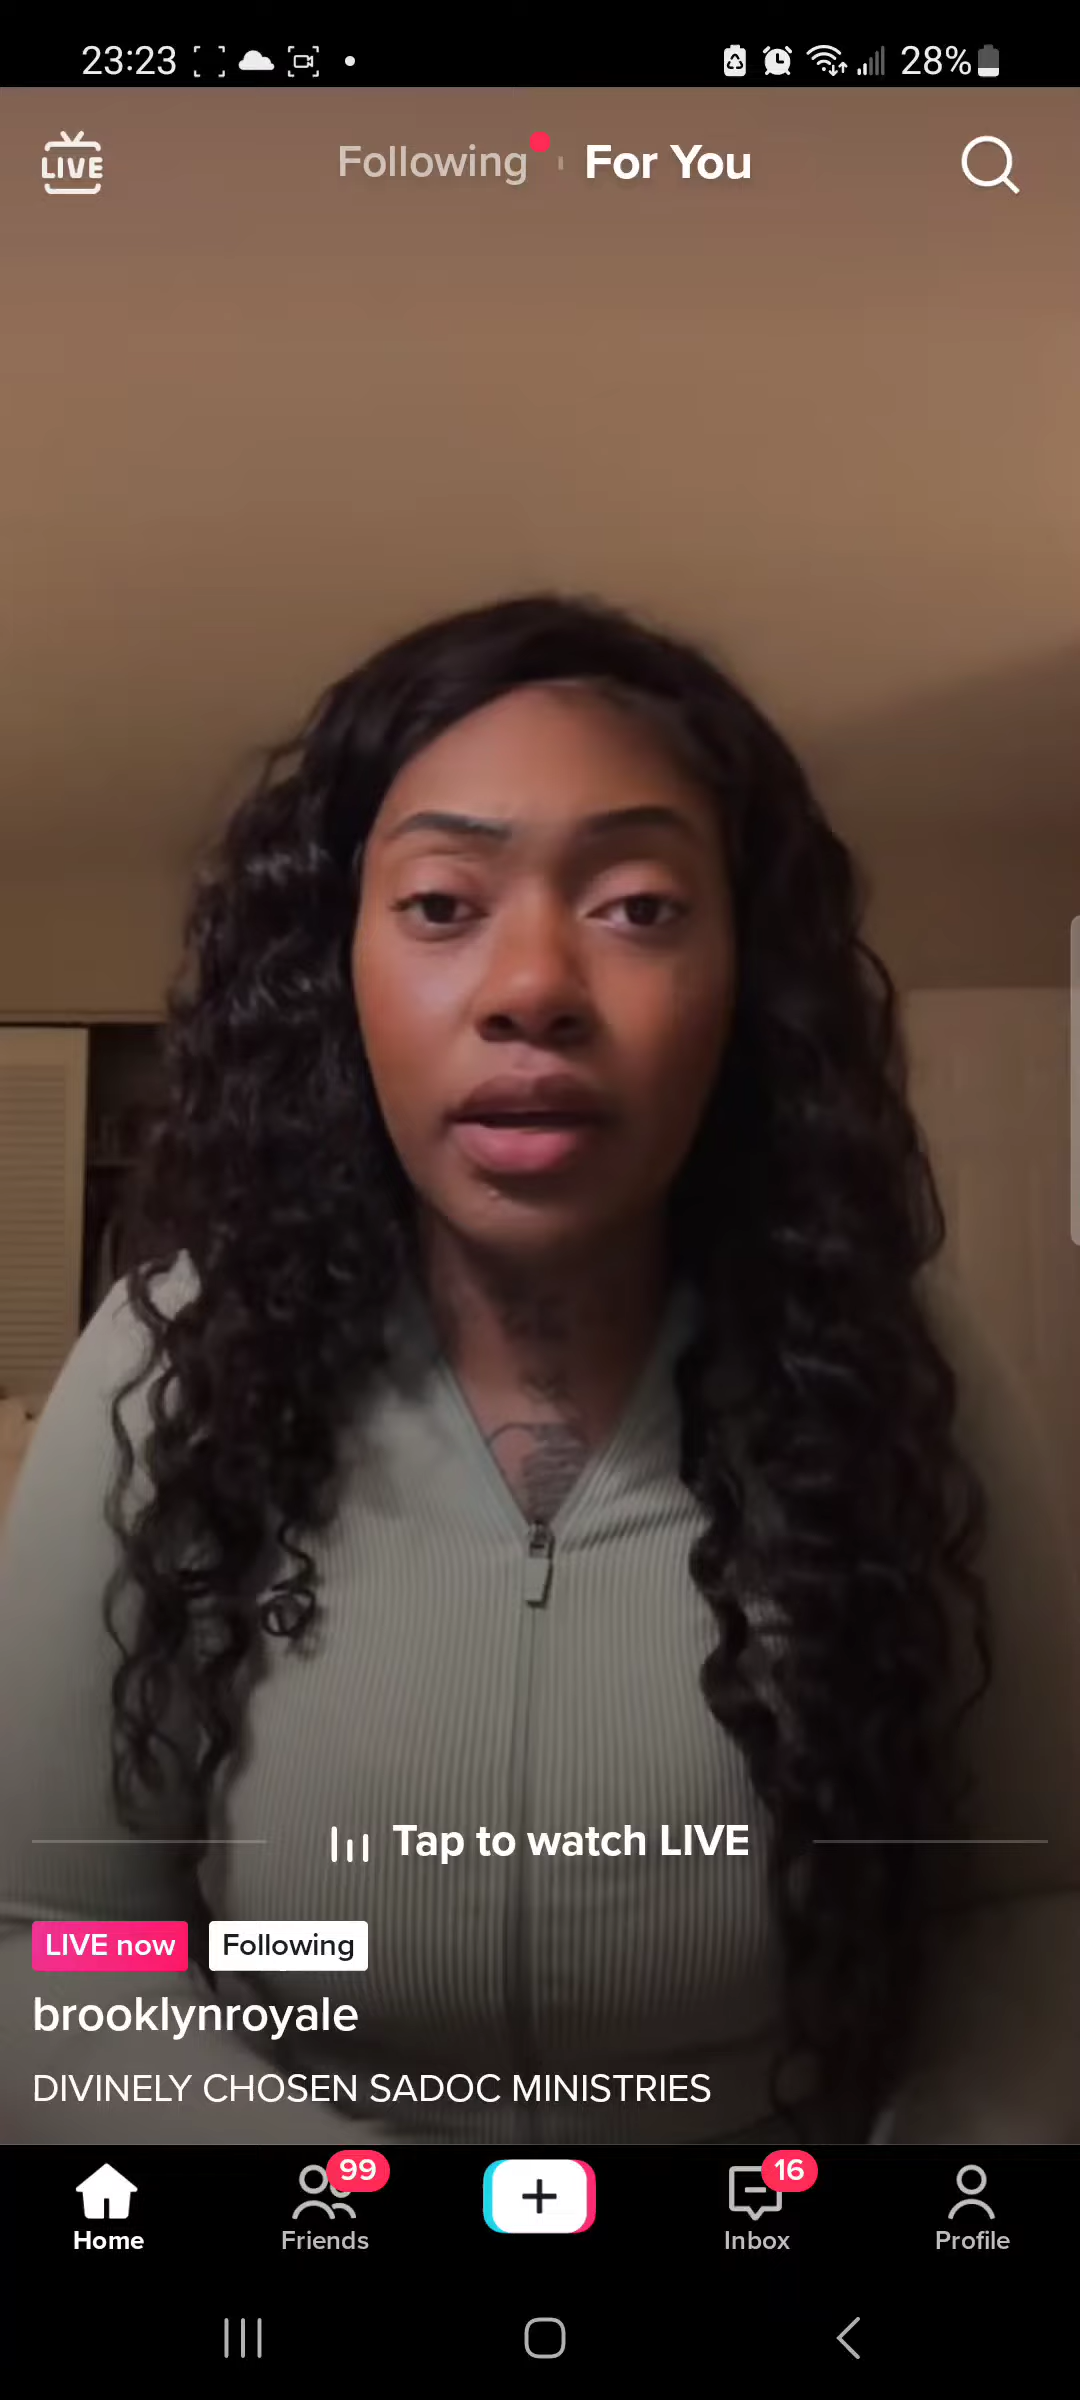 23:23 28%
LIVE Following For You
Tap to watch LIVE
LIVE now Following
brooklynroyale
DIVINELY CHOSEN SADOC MINISTRIES
99 16
Home Friends Inbox Profile